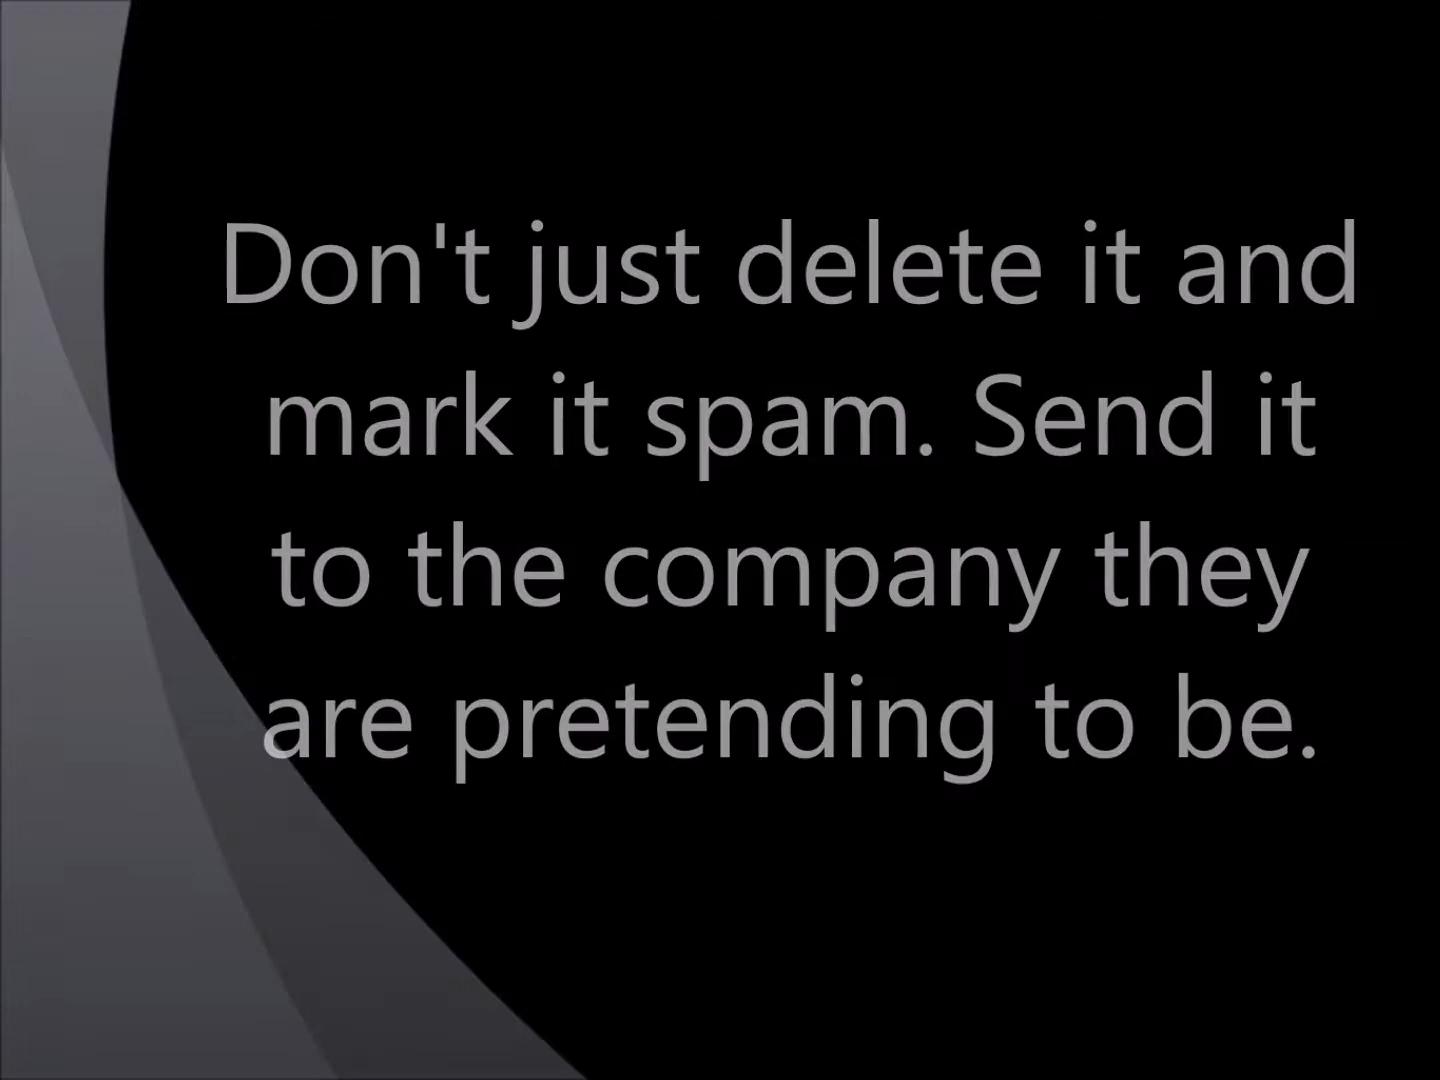 Don't just delete it and
mark it spam. Send it
to the company they
are pretending to be.